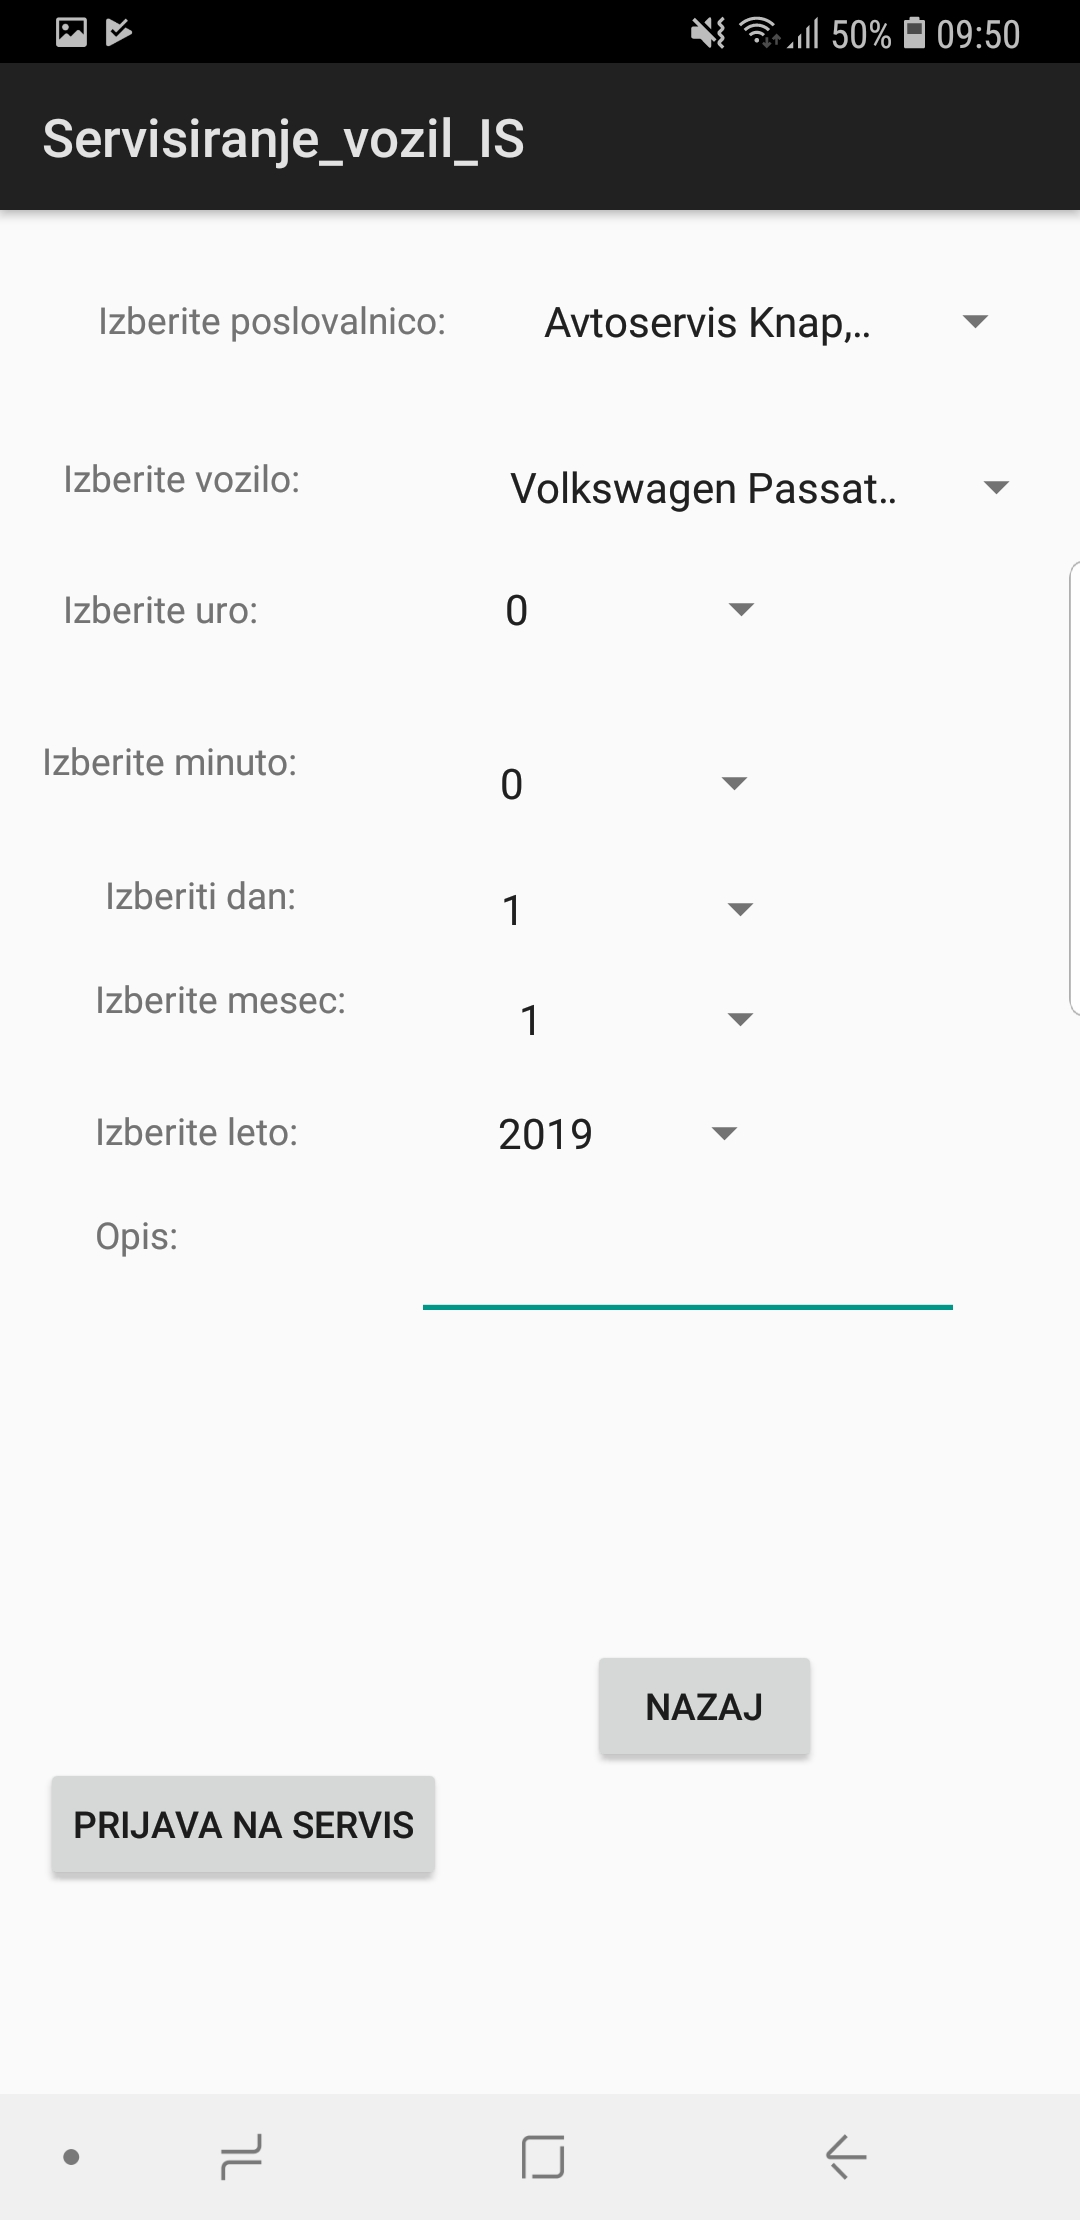 50% 09:50
Servisiranje_vozil_IS
Izberite poslovalnico: Avtoservis Knap,..
Izberite vozilo: Volkswagen Passat..
Izberite uro: 0
Izberite minuto: 0
Izberiti dan: 1
Izberite mesec: 1
Izberite leto: 2019
Opis:
NAZAJ
PRIJAVA NA SERVIS